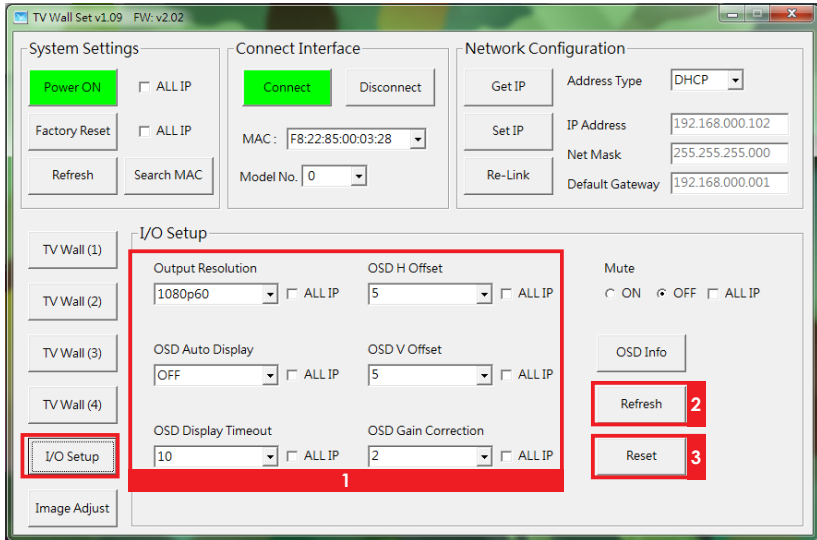 TV Wall Set v1.09 FW: v2.02
System Settings
Power ON
ALL IP
Factory Reset
ALL IP
Refresh
Search MAC
Connect Interface
Connect
Disconnect
MAC : F8:22:85:00:03:28
Model No. 0
Network Configuration
Get IP
Address Type DHCP
Set IP
IP Address 192.168.000.102
Net Mask 255.255.255.000
Re-Link
Default Gateway 192.168.000.001
TV Wall (1)
TV Wall (2)
TV Wall (3)
TV Wall (4)
I/O Setup
Image Adjust
I/O Setup
Output Resolution
1080p60
ALL IP
OSD H Offset
5
ALL IP
OSD Auto Display
OFF
ALL IP
OSD V Offset
5
ALL IP
OSD Display Timeout
10
ALL IP
OSD Gain Correction
2
ALL IP
1
Mute
ON OFF ALL IP
OSD Info
Refresh 2
Reset 3